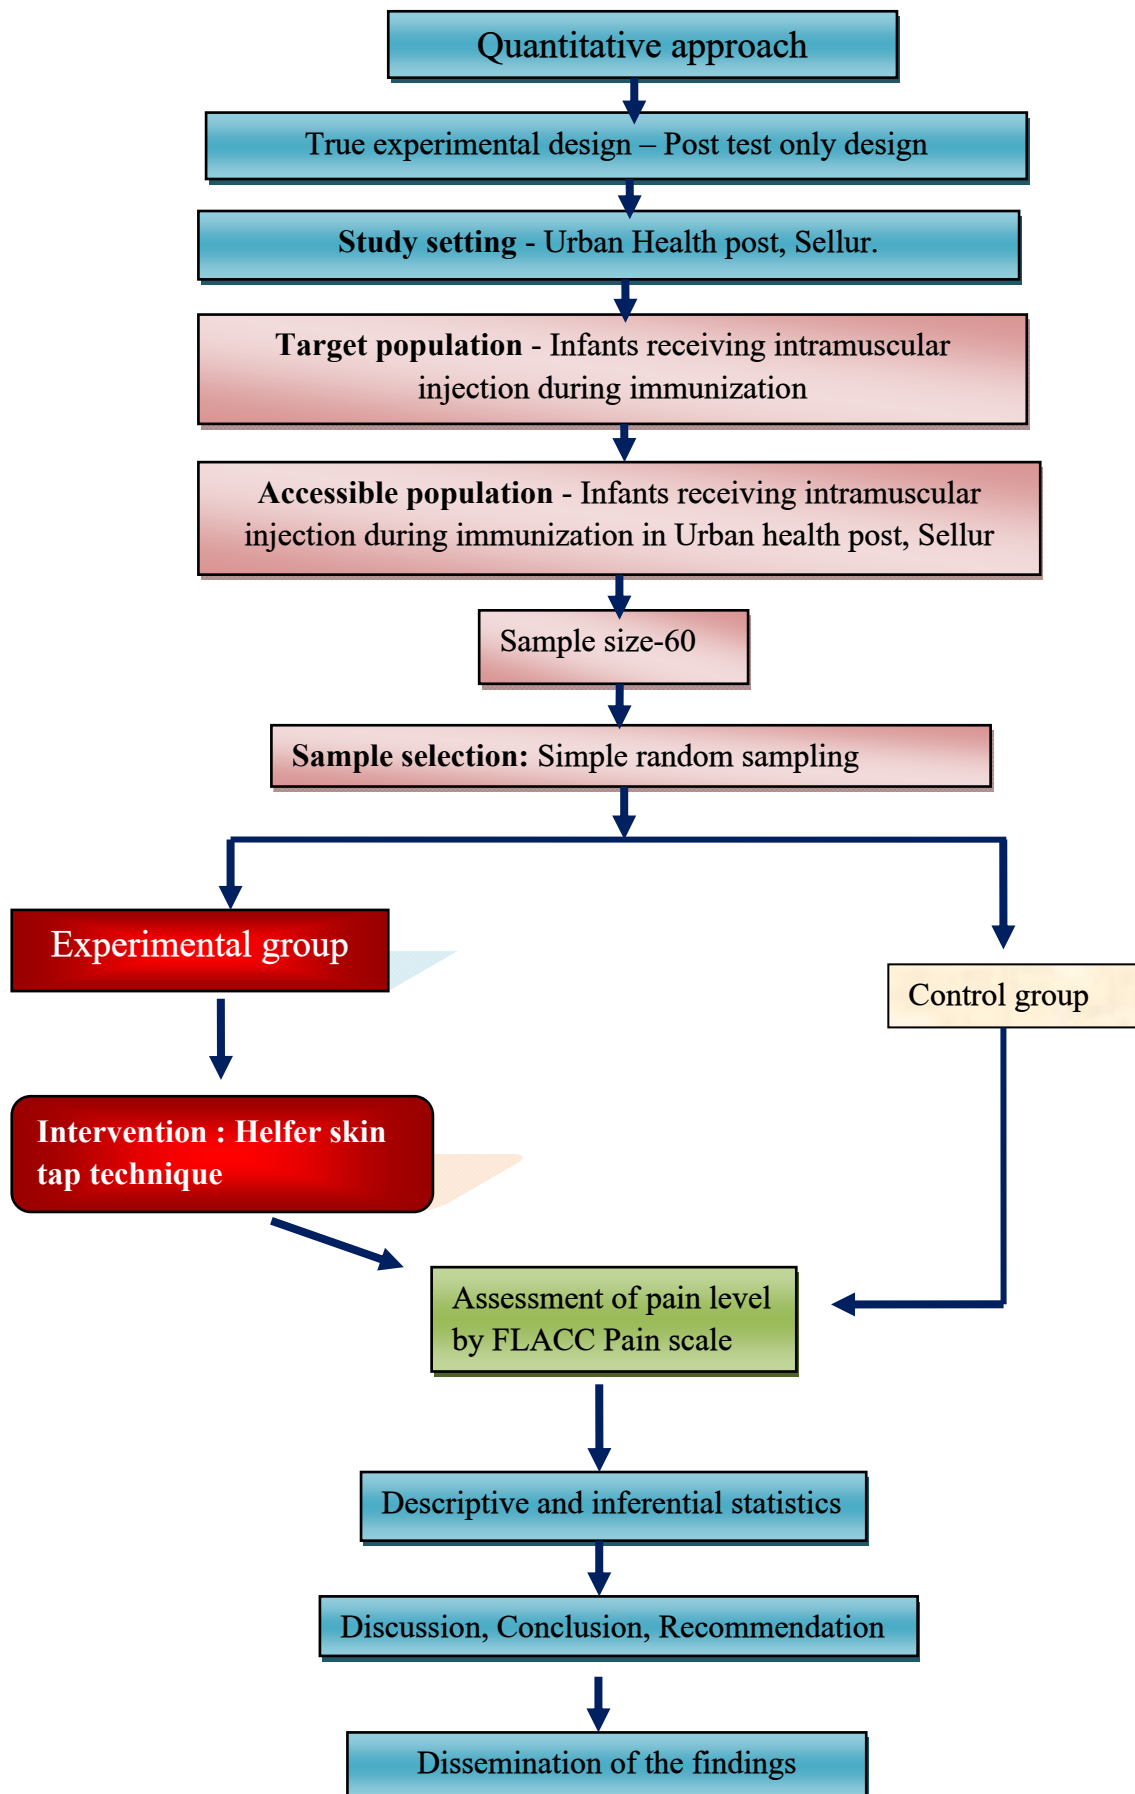 Quantitative approach
True experimental design – Post test only design
Study setting - Urban Health post, Sellur.
Target population - Infants receiving intramuscular
injection during immunization
Accessible population - Infants receiving intramuscular
injection during immunization in Urban health post, Sellur
Sample size-60
Sample selection: Simple random sampling
Experimental group
Control group
Intervention : Helfer skin
tap technique
Assessment of pain level
by FLACC Pain scale
Descriptive and inferential statistics
Discussion, Conclusion, Recommendation
Dissemination of the findings